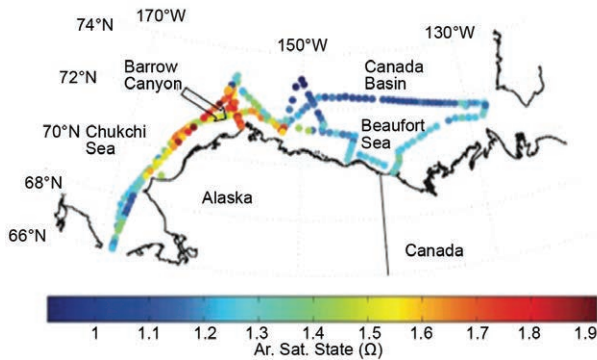 170°W
74°N
150°W
130°W
72°N
Barrow
Canyon
Canada
Basin
70°N
Chukchi
Sea
Beaufort
Sea
68°N
Alaska
66°N
Canada
1 1.1 1.2 1.3 1.4 1.5 1.6 1.7 1.8 1.9
Ar. Sat. State (Ω)